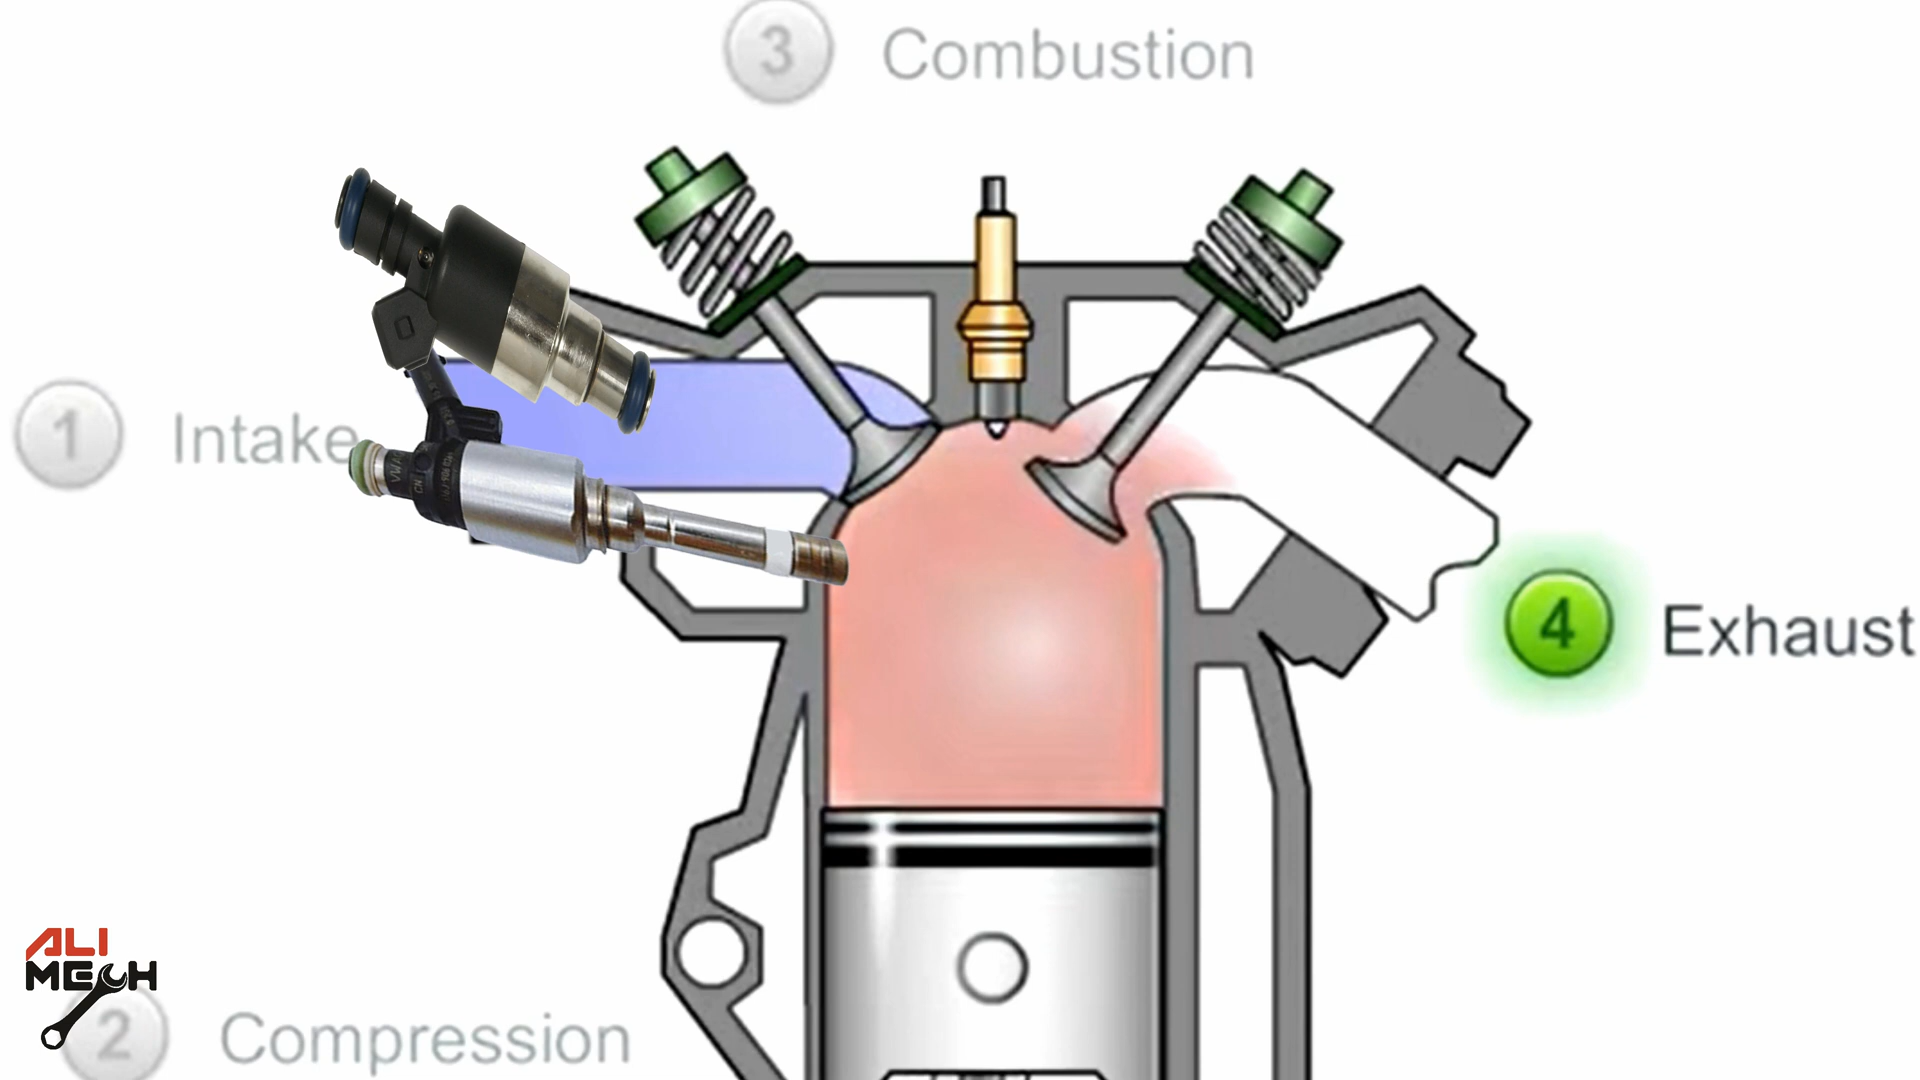 3 Combustion
1 Intake
4 Exhaust
ALI
MECH
2 Compression